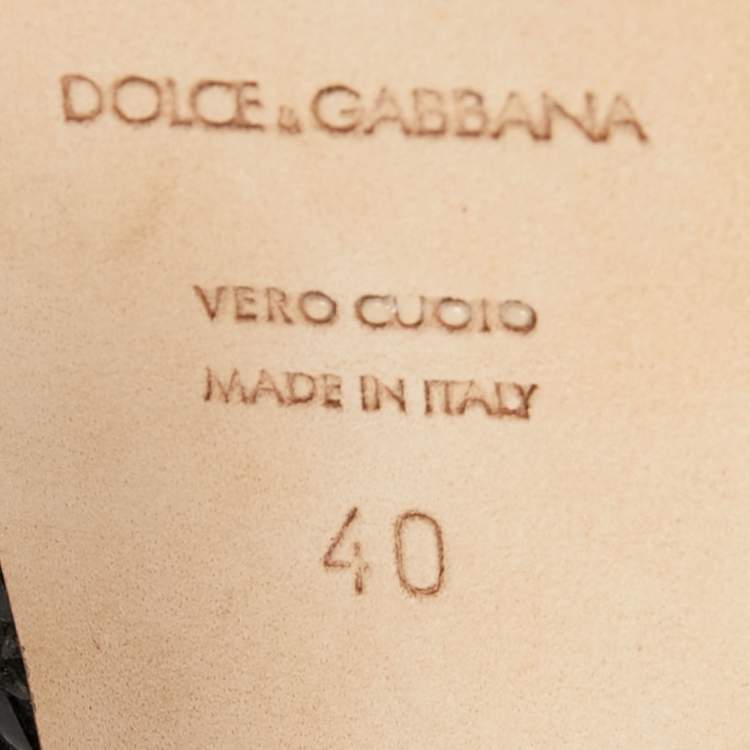 DOLCE & GABBANA
VERO CUOIO
MADE IN ITALY
40